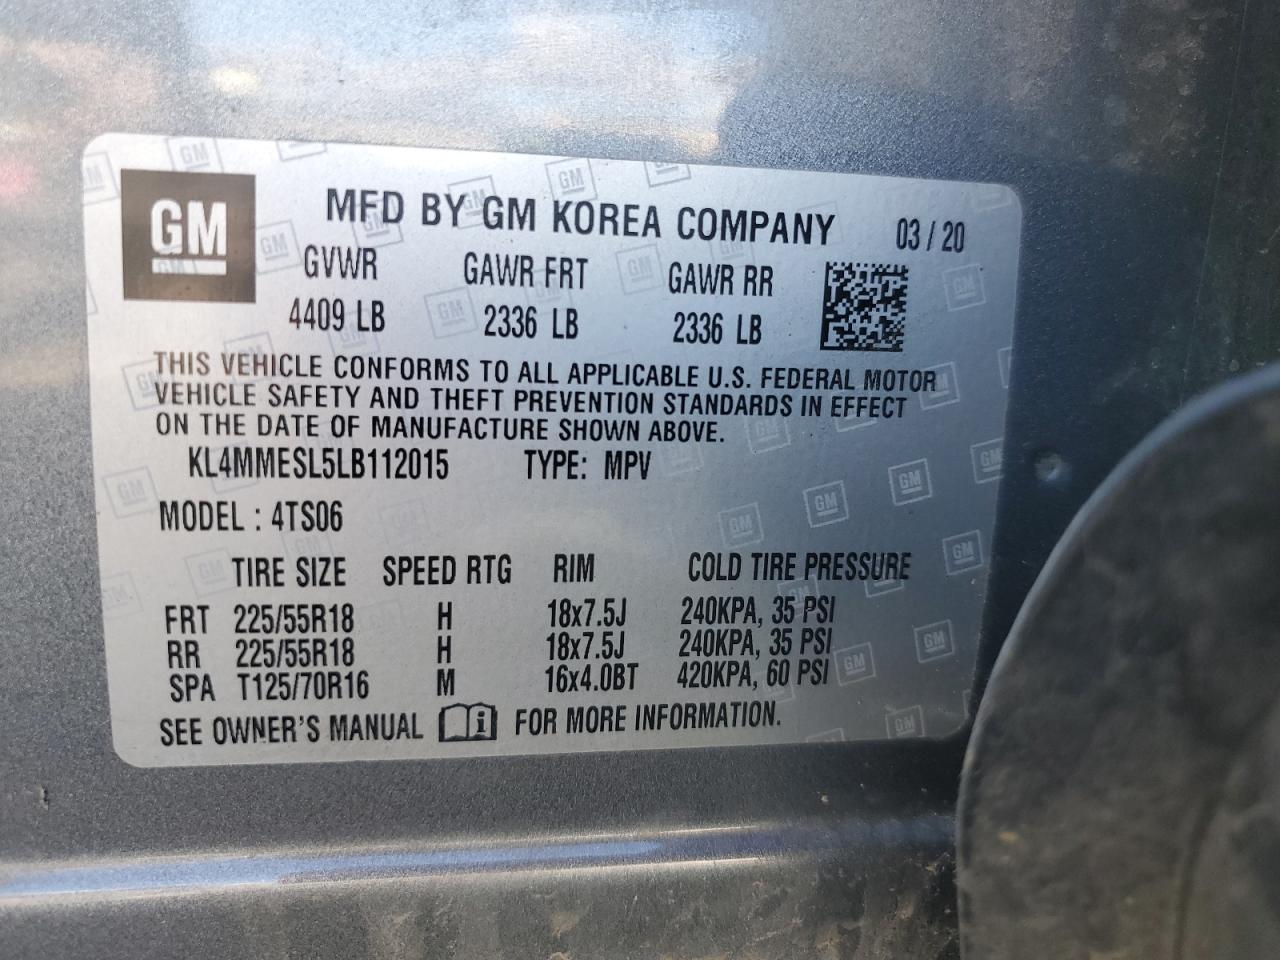 GM
MFD BY GM KOREA COMPANY 03 / 20
GVWR GAWR FRT GAWR RR
4409 LB 2336 LB 2336 LB
THIS VEHICLE CONFORMS TO ALL APPLICABLE U.S. FEDERAL MOTOR
VEHICLE SAFETY AND THEFT PREVENTION STANDARDS IN EFFECT
ON THE DATE OF MANUFACTURE SHOWN ABOVE.
KL4MMESL5LB112015 TYPE: MPV
MODEL : 4TS06
TIRE SIZE SPEED RTG RIM COLD TIRE PRESSURE
FRT 225/55R18 H 18x7.5J 240KPA, 35 PSI
RR 225/55R18 H 18x7.5J 240KPA, 35 PSI
SPA T125/70R16 M 16x4.0BT 420KPA, 60 PSI
SEE OWNER'S MANUAL i FOR MORE INFORMATION.